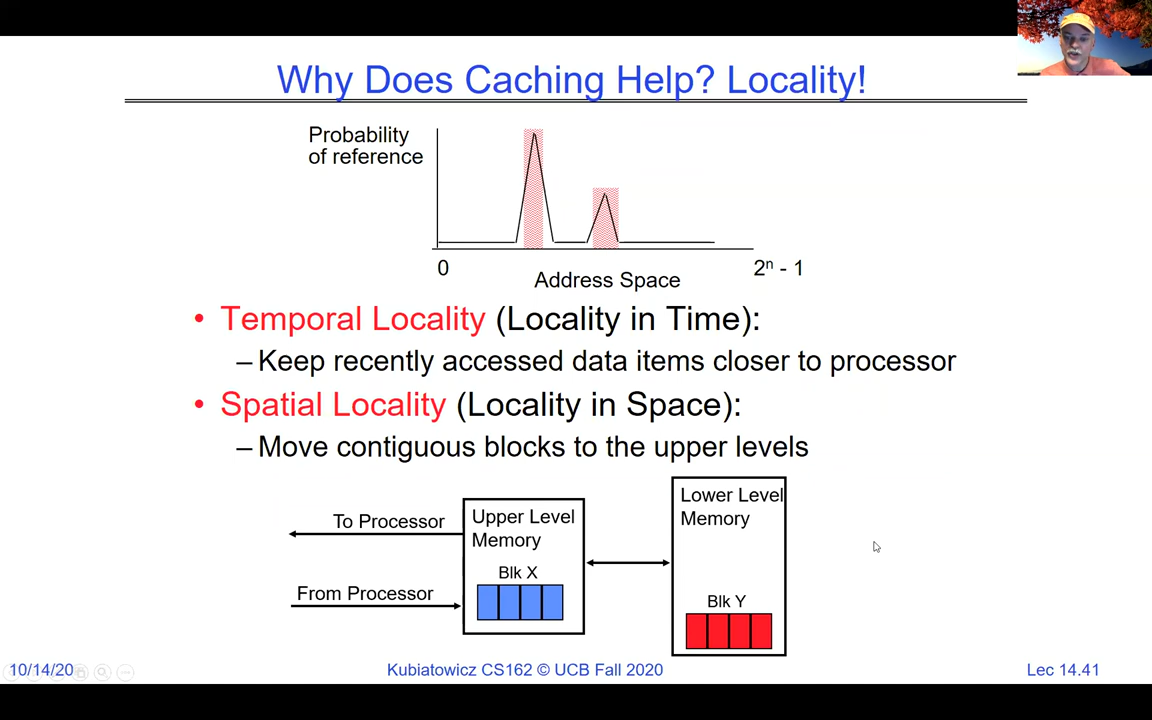 Why Does Caching Help? Locality!
Probability
of reference
0
Address Space
2ⁿ - 1
• Temporal Locality (Locality in Time):
– Keep recently accessed data items closer to processor
• Spatial Locality (Locality in Space):
– Move contiguous blocks to the upper levels
To Processor
From Processor
Upper Level
Memory
Blk X
Lower Level
Memory
Blk Y
10/14/20
Kubiatowicz CS162 © UCB Fall 2020
Lec 14.41